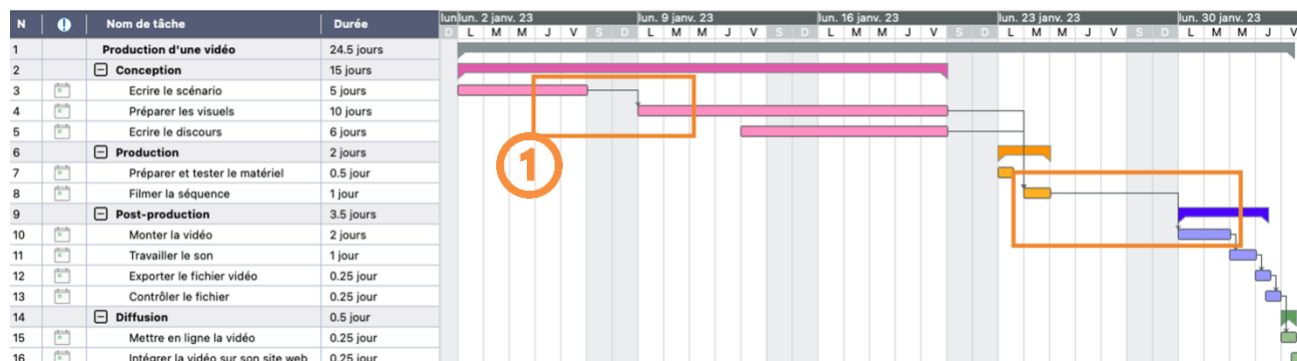 N Nom de tâche Durée lun lun. 2 janv. 23 lun. 9 janv. 23 lun. 16 janv. 23 lun. 23 janv. 23 lun. 30 janv. 23
D L M M J V S D L M M J V S D L M M J V S D L M M J V S D L M M J V
1 Production d'une vidéo 24.5 jours
2 Conception 15 jours
3 Ecrire le scénario 5 jours
4 Préparer les visuels 10 jours
5 Ecrire le discours 6 jours
1
6 Production 2 jours
7 Préparer et tester le matériel 0.5 jour
8 Filmer la séquence 1 jour
9 Post-production 3.5 jours
10 Monter la vidéo 2 jours
11 Travailler le son 1 jour
12 Exporter le fichier vidéo 0.25 jour
13 Contrôler le fichier 0.25 jour
14 Diffusion 0.5 jour
15 Mettre en ligne la vidéo 0.25 jour
16 Intégrer la vidéo sur son site web 0.25 jour